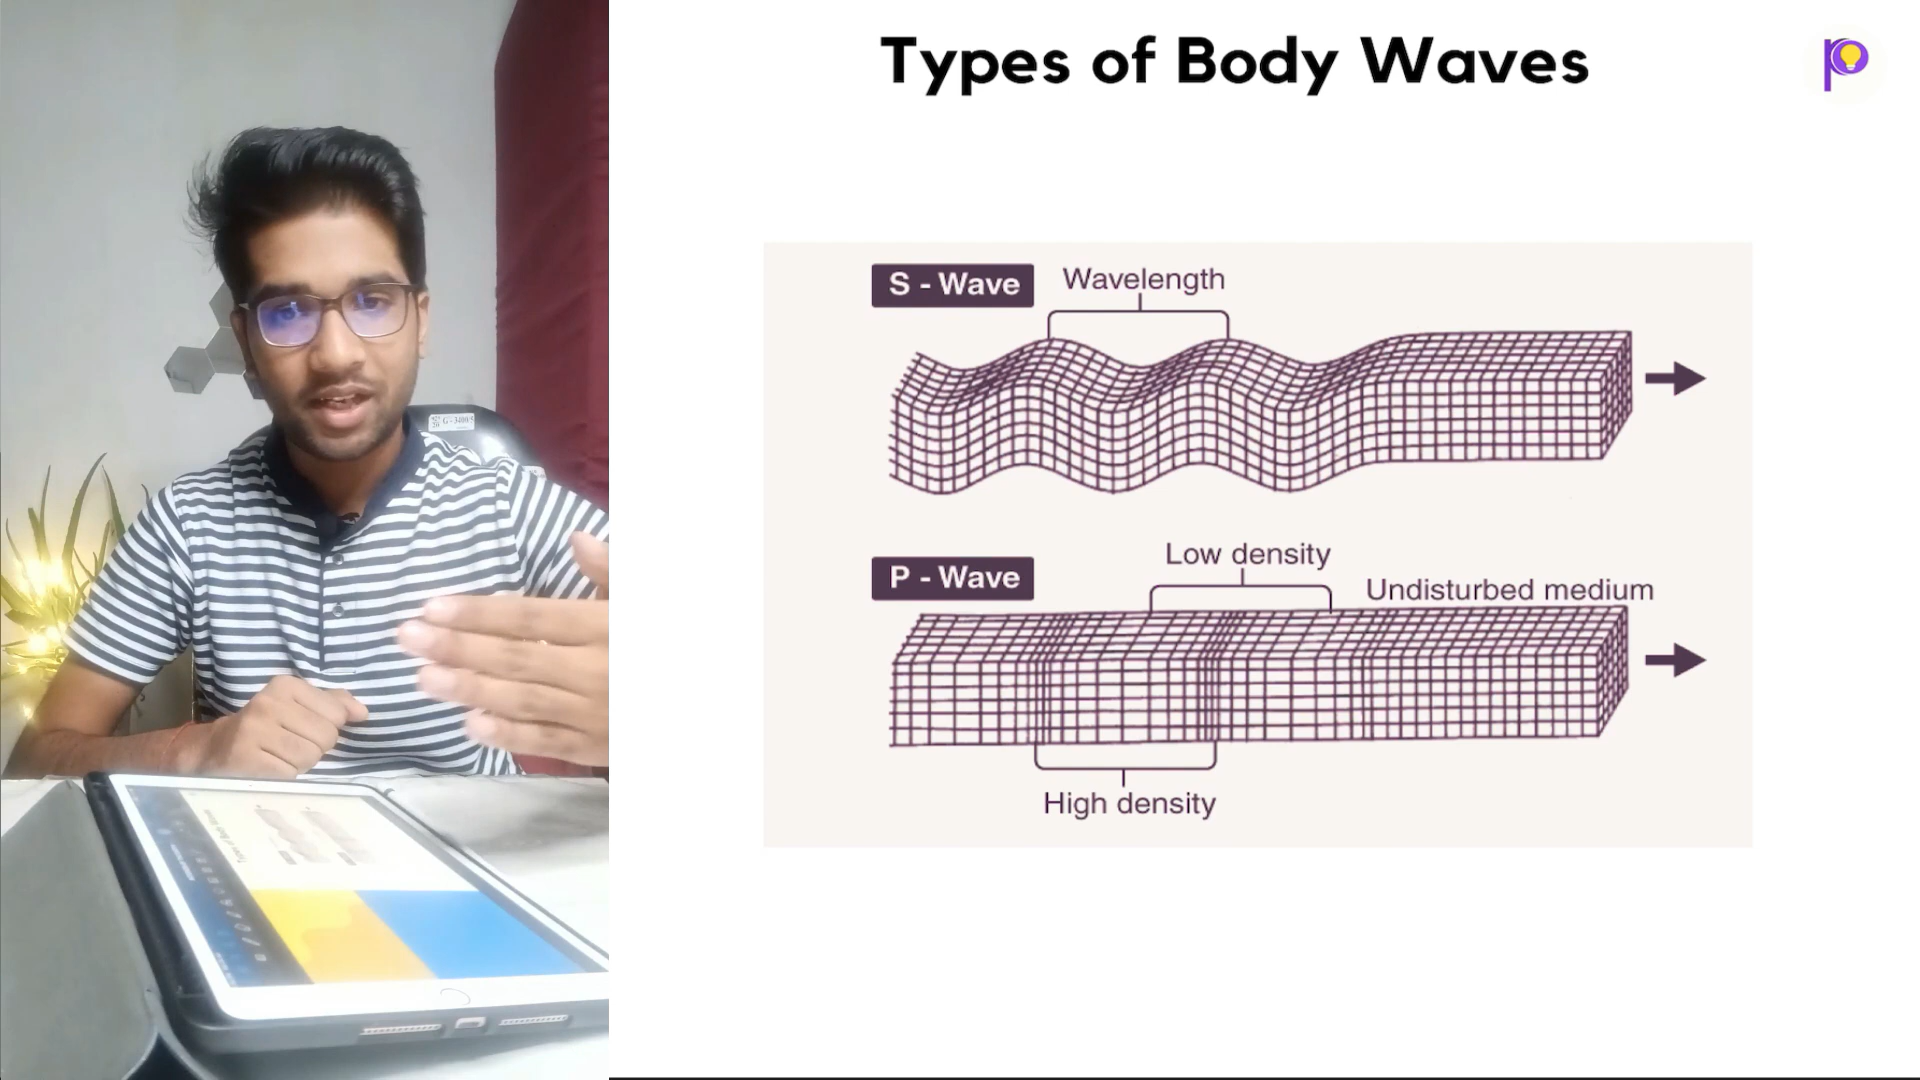 Types of Body Waves
S - Wave
Wavelength
P - Wave
Low density
Undisturbed medium
High density